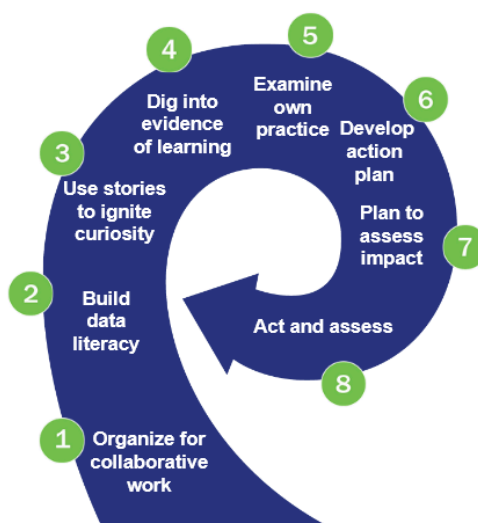 1
Organize for
collaborative
work
2
Build
data
literacy
3
Use stories
to ignite
curiosity
4
Dig into
evidence
of learning
5
Examine
own
practice
6
Develop
action
plan
7
Plan to
assess
impact
8
Act and assess